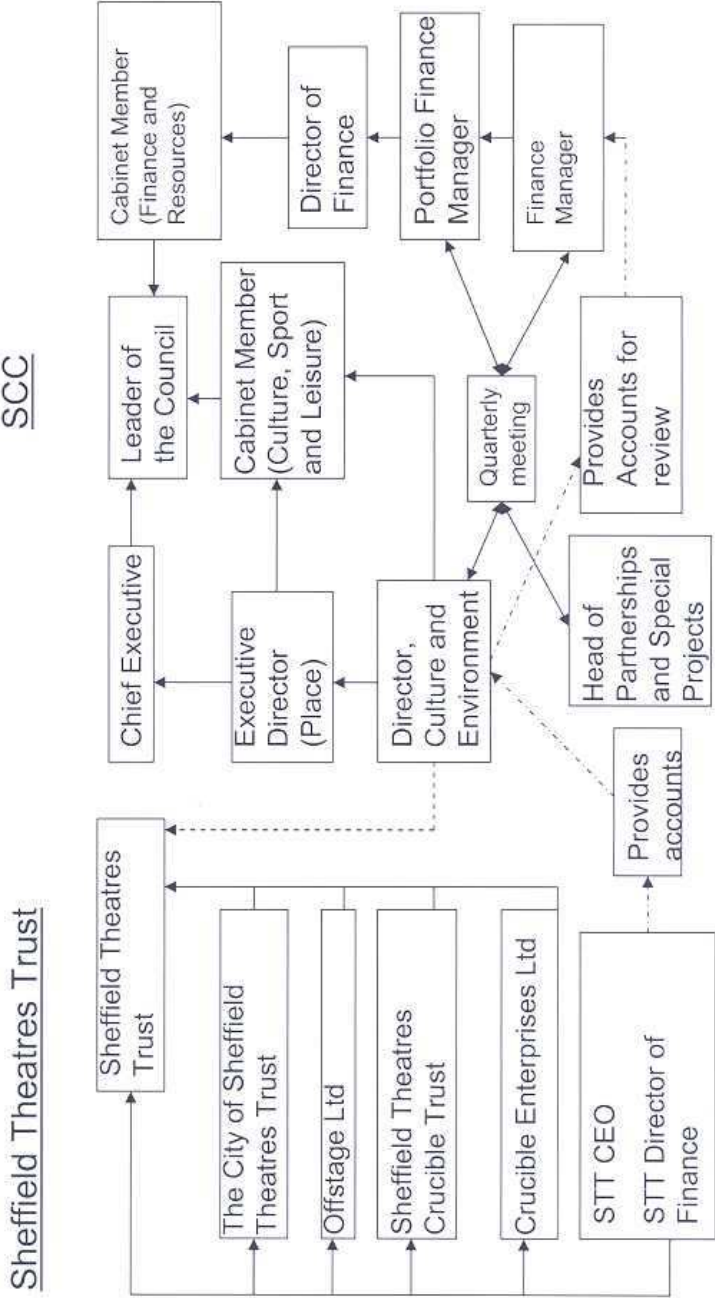 Sheffield Theatres Trust
SCC
Sheffield Theatres
Trust
The City of Sheffield
Theatres Trust
Offstage Ltd
Sheffield Theatres
Crucible Trust
Crucible Enterprises Ltd
STT CEO
STT Director of
Finance
Provides
accounts
Chief Executive
Executive
Director
(Place)
Director,
Culture and
Environment
Head of
Partnerships
and Special
Projects
Leader of
the Council
Cabinet Member
(Culture, Sport
and Leisure)
Quarterly
meeting
Provides
Accounts for
review
Cabinet Member
(Finance and
Resources)
Director of
Finance
Portfolio Finance
Manager
Finance
Manager